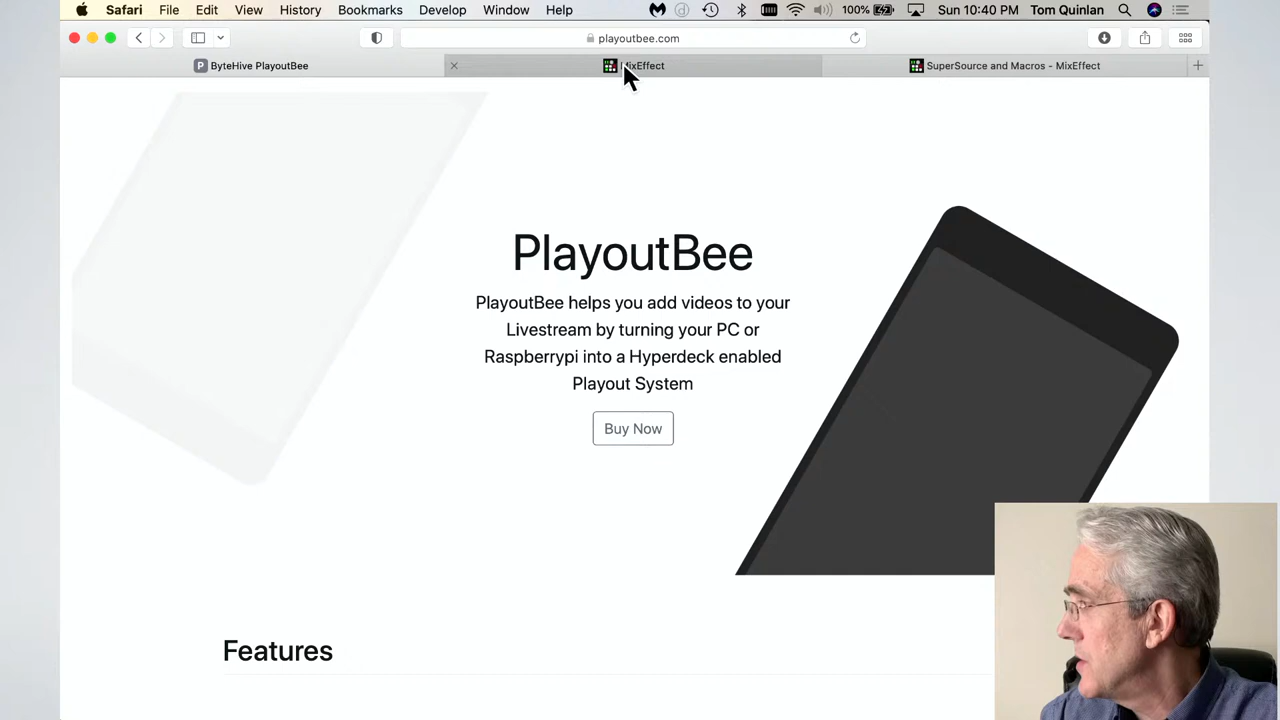 Safari File Edit View History Bookmarks Develop Window Help 100% Sun 10:40 PM Tom Quinlan
playoutbee.com
P ByteHive PlayoutBee MixEffect SuperSource and Macros - MixEffect
PlayoutBee
PlayoutBee helps you add videos to your
Livestream by turning your PC or
Raspberrypi into a Hyperdeck enabled
Playout System
Buy Now
Features